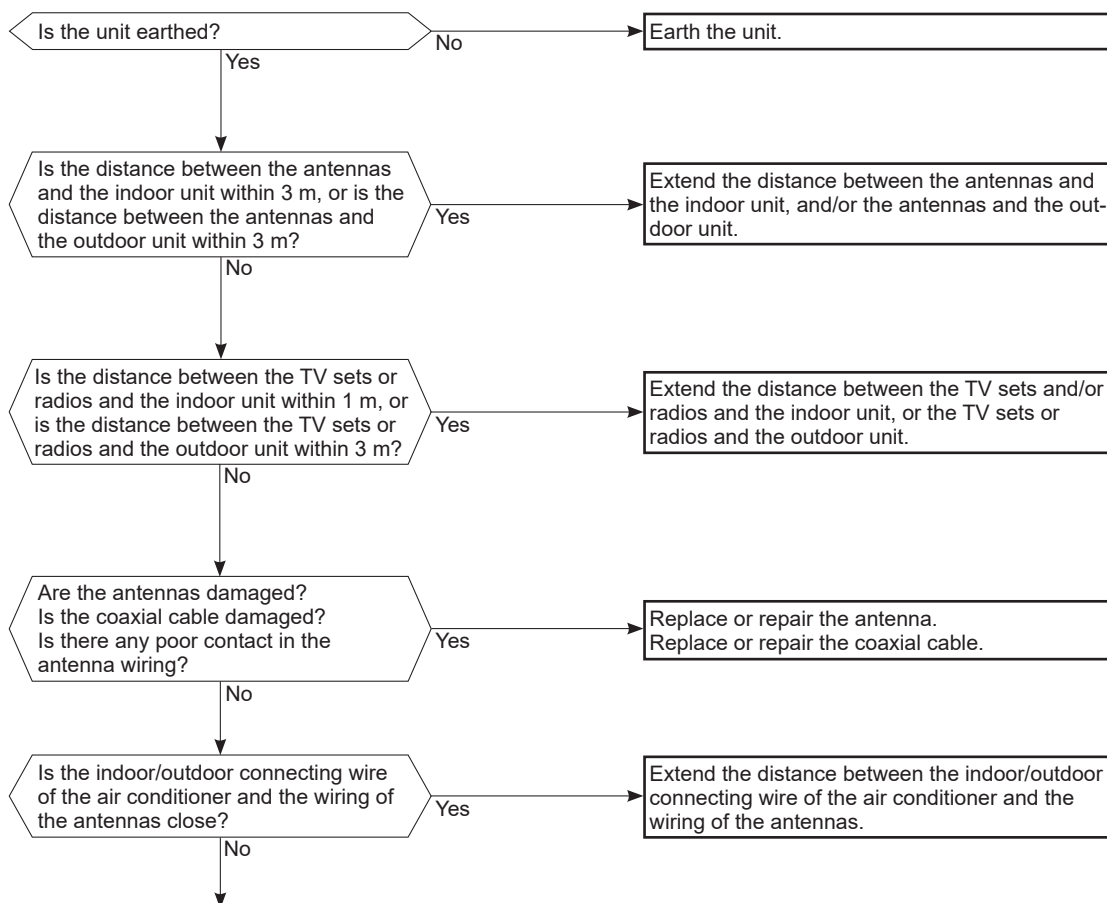 Is the unit earthed?
No
Earth the unit.
Yes
Is the distance between the antennas
and the indoor unit within 3 m, or is the
distance between the antennas and
the outdoor unit within 3 m?
Yes
Extend the distance between the antennas and
the indoor unit, and/or the antennas and the out-
door unit.
No
Is the distance between the TV sets or
radios and the indoor unit within 1 m, or
is the distance between the TV sets or
radios and the outdoor unit within 3 m?
Yes
Extend the distance between the TV sets and/or
radios and the indoor unit, or the TV sets or
radios and the outdoor unit.
No
Are the antennas damaged?
Is the coaxial cable damaged?
Is there any poor contact in the
antenna wiring?
Yes
Replace or repair the antenna.
Replace or repair the coaxial cable.
No
Is the indoor/outdoor connecting wire
of the air conditioner and the wiring of
the antennas close?
Yes
Extend the distance between the indoor/outdoor
connecting wire of the air conditioner and the
wiring of the antennas.
No